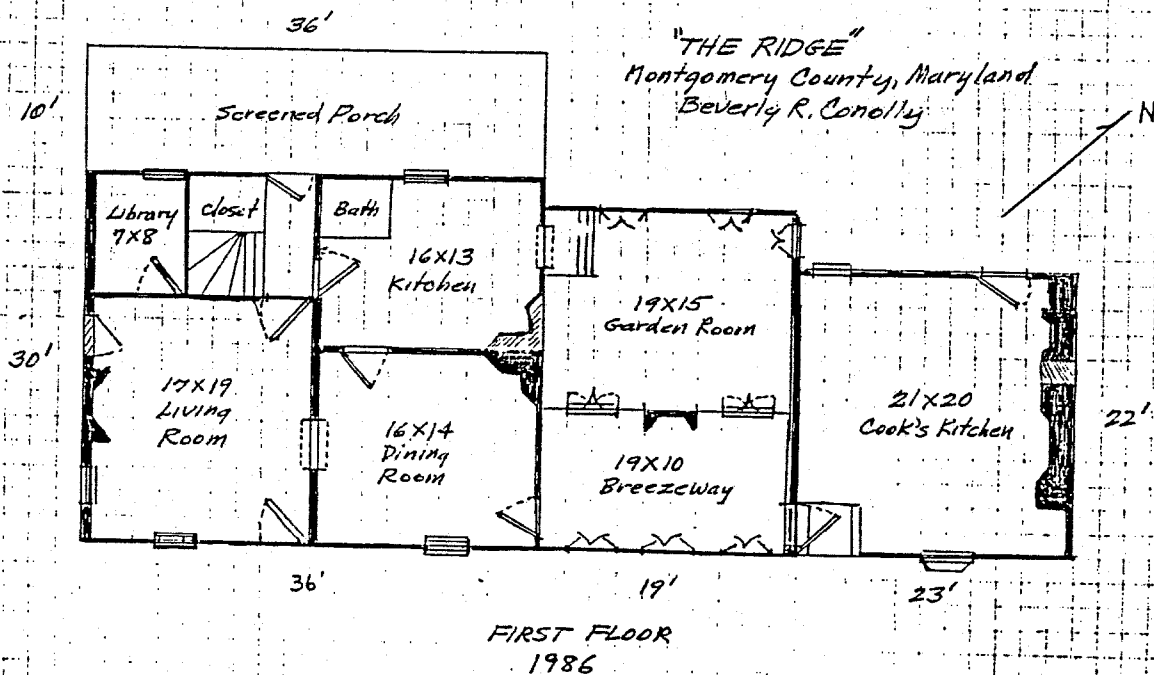 36'
"THE RIDGE"
Montgomery County, Maryland
Beverly R. Conolly
N
10'
Screened Porch
Library
7X8
Closet
Bath
16X13
Kitchen
19X15
Garden Room
30'
17X19
Living
Room
16X14
Dining
Room
21X20
Cook's Kitchen
22'
19X10
Breezeway
36'
19'
23'
FIRST FLOOR
1986